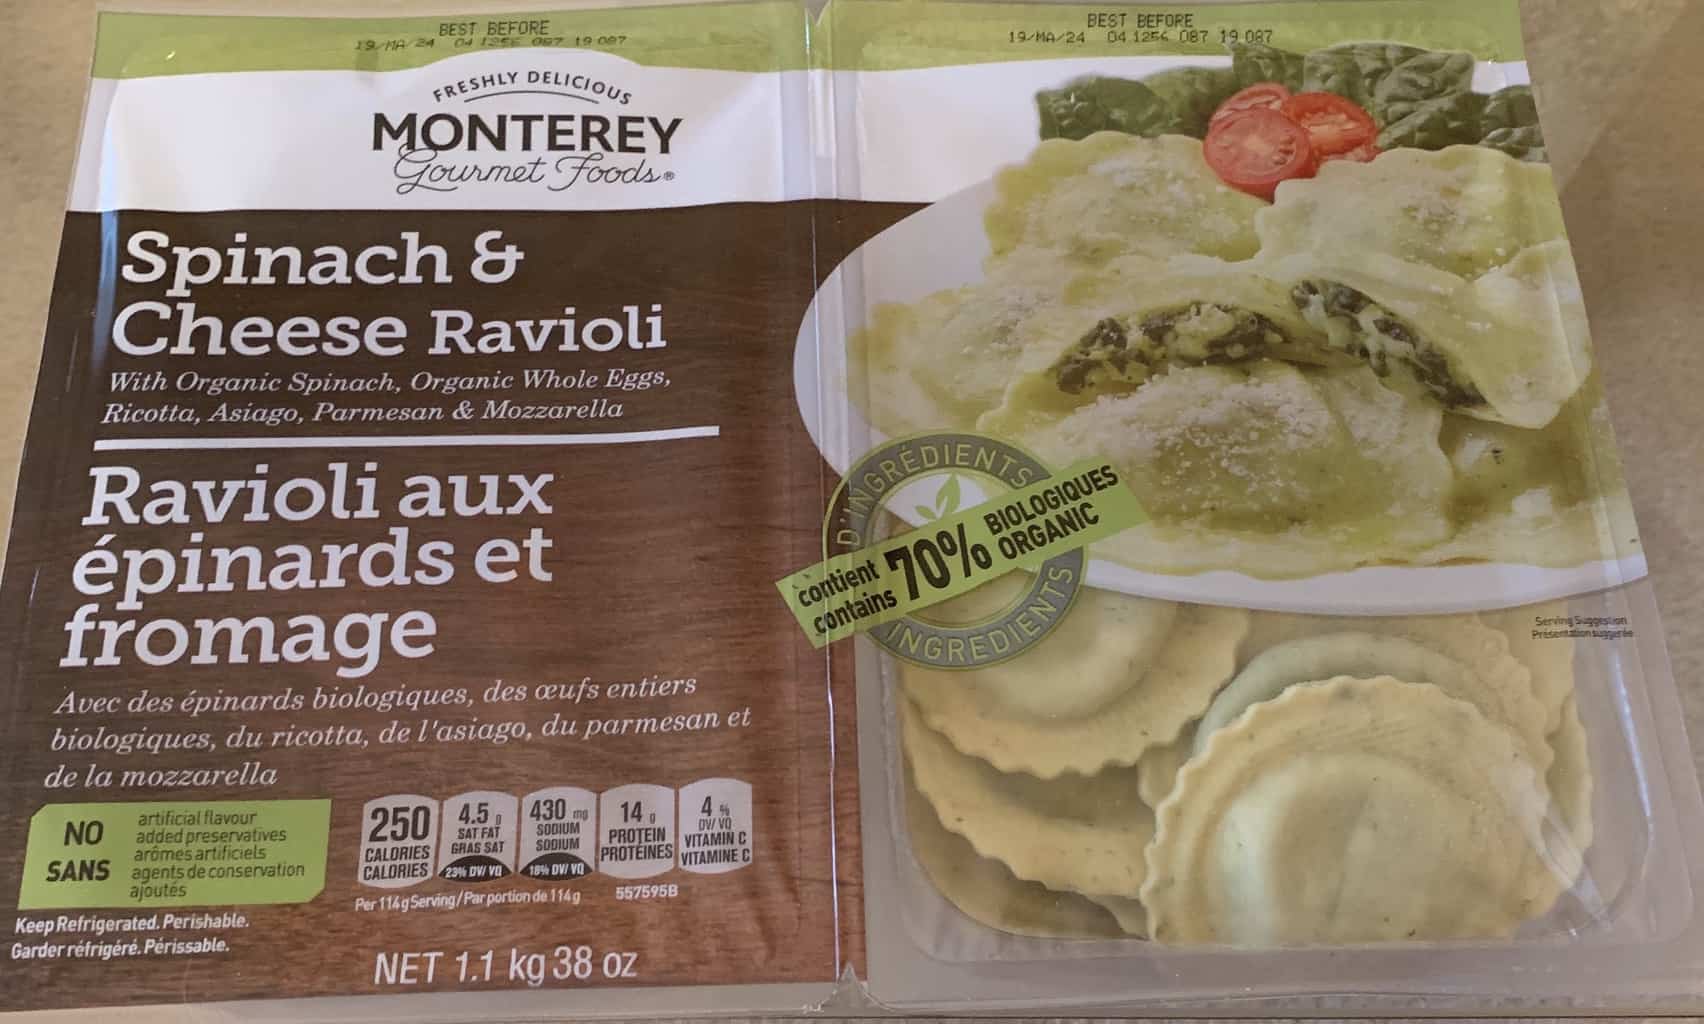 BEST BEFORE
19/MA/24 04 1256 087 19 087
BEST BEFORE
19/MA/24 04 1256 087 19 087
FRESHLY DELICIOUS
MONTEREY
Gourmet Foods®
Spinach &
Cheese Ravioli
With Organic Spinach, Organic Whole Eggs,
Ricotta, Asiago, Parmesan & Mozzarella
Ravioli aux
épinards et
fromage
Avec des épinards biologiques, des œufs entiers
biologiques, du ricotta, de l'asiago, du parmesan et
de la mozzarella
NO
SANS
artificial flavour
added preservatives
arômes artificiels
agents de conservation
ajoutés
Keep Refrigerated. Perishable.
Garder réfrigéré. Périssable.
250
CALORIES
CALORIES
4.5 g
SAT FAT
GRAS SAT
23% DV/ VQ
430 mg
SODIUM
SODIUM
18% DV/ VQ
14 g
PROTEIN
PROTÉINES
4 %
DV/ VQ
VITAMIN C
VITAMINE C
Per 114 g Serving / Par portion de 114 g
557595B
NET 1.1 kg 38 oz
D'INGRÉDIENTS
contient
contains
70%
BIOLOGIQUES
ORGANIC
INGREDIENTS
Serving Suggestion
Présentation suggérée